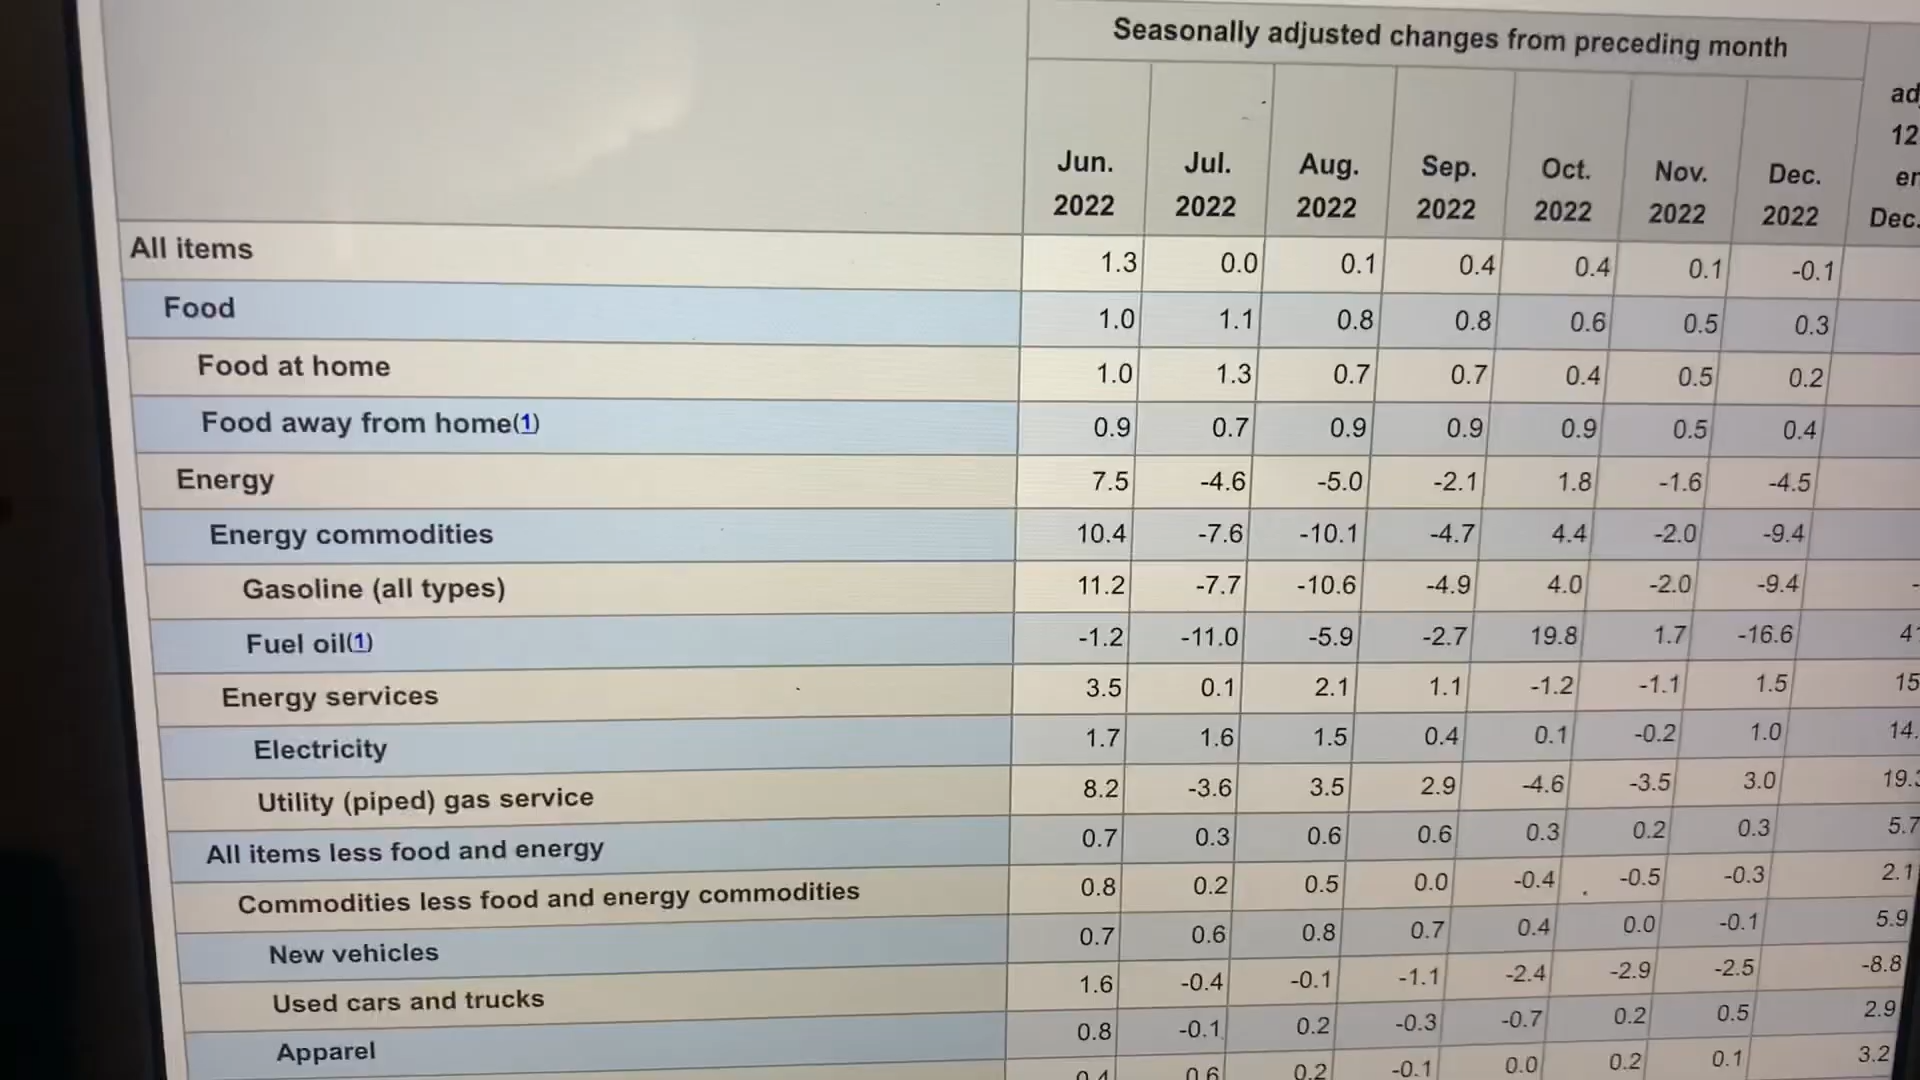 Seasonally adjusted changes from preceding month
Jun. 2022 Jul. 2022 Aug. 2022 Sep. 2022 Oct. 2022 Nov. 2022 Dec. 2022 12 Dec.
All items 1.3 0.0 0.1 0.4 0.4 0.1 -0.1
Food 1.0 1.1 0.8 0.8 0.6 0.5 0.3
Food at home 1.0 1.3 0.7 0.7 0.4 0.5 0.2
Food away from home(1) 0.9 0.7 0.9 0.9 0.9 0.5 0.4
Energy 7.5 -4.6 -5.0 -2.1 1.8 -1.6 -4.5
Energy commodities 10.4 -7.6 -10.1 -4.7 4.4 -2.0 -9.4
Gasoline (all types) 11.2 -7.7 -10.6 -4.9 4.0 -2.0 -9.4
Fuel oil(1) -1.2 -11.0 -5.9 -2.7 19.8 1.7 -16.6
Energy services 3.5 0.1 2.1 1.1 -1.2 -1.1 1.5 15
Electricity 1.7 1.6 1.5 0.4 0.1 -0.2 1.0 14.
Utility (piped) gas service 8.2 -3.6 3.5 2.9 -4.6 -3.5 3.0 19.3
All items less food and energy 0.7 0.3 0.6 0.6 0.3 0.2 0.3 5.7
Commodities less food and energy commodities 0.8 0.2 0.5 0.0 -0.4 -0.5 -0.3 2.1
New vehicles 0.7 0.6 0.8 0.7 0.4 0.0 -0.1 5.9
Used cars and trucks 1.6 -0.4 -0.1 -1.1 -2.4 -2.9 -2.5 -8.8
Apparel 0.8 -0.1 0.2 -0.3 -0.7 0.2 0.5 2.9
0.4 0.6 0.2 -0.1 0.0 0.2 0.1 3.2